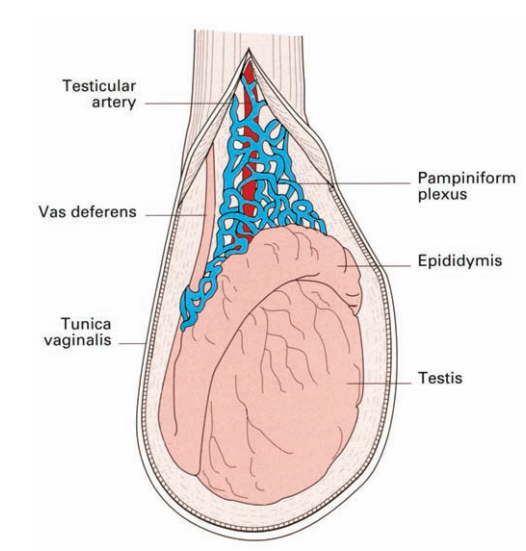 Testicular
artery
Pampiniform
plexus
Vas deferens
Epididymis
Tunica
vaginalis
Testis